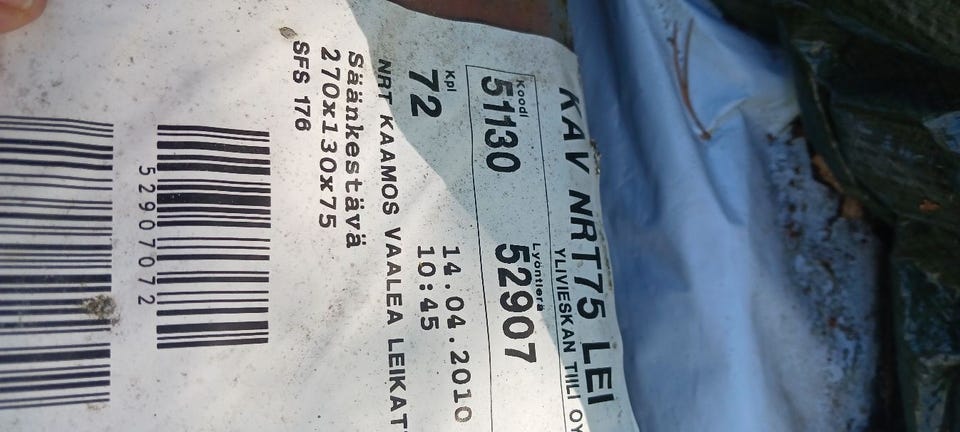 KAV NRT75 LEI
YLIVIESKAN TIILI OY
Koodi Lyöntierä
51130 52907
Kpl
72 14.04.2010
10:45
NRT KAAMOS VAALEA LEIKAT
Säänkestävä
270x130x75
SFS 176
52907072